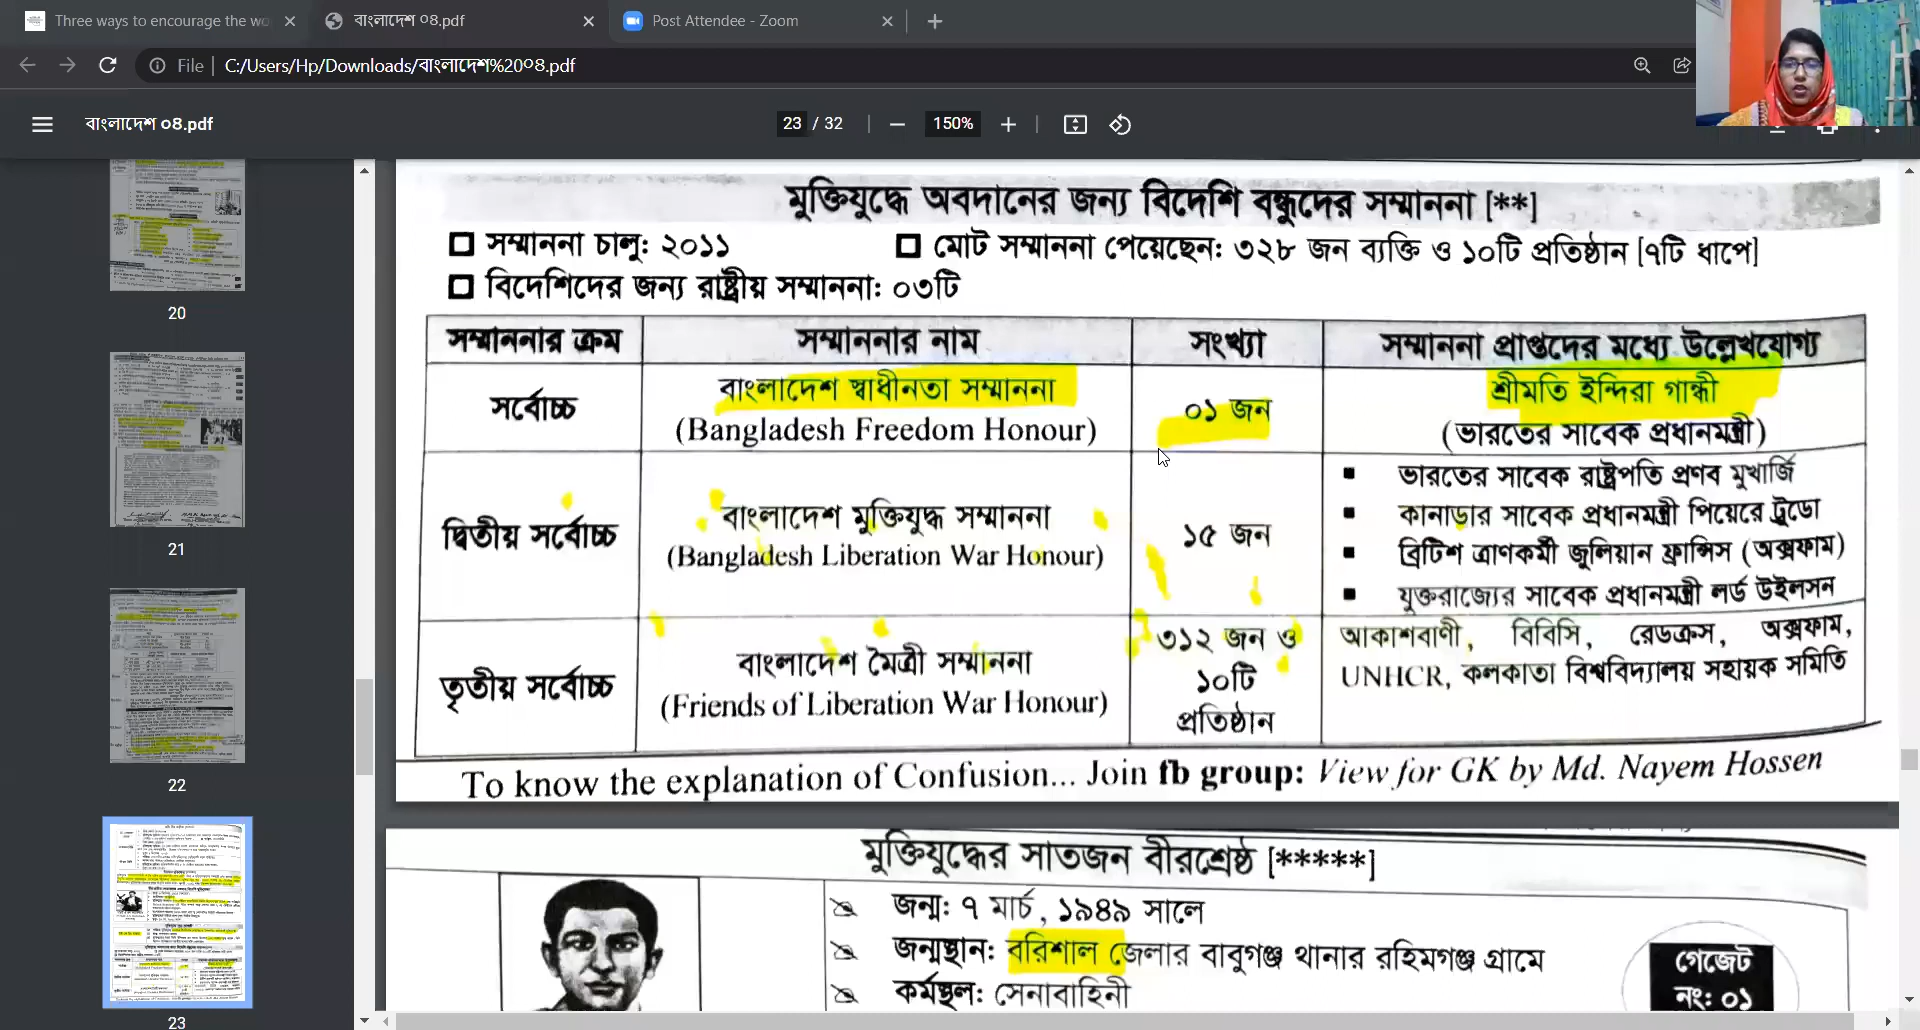 Three ways to encourage the wo
বাংলাদেশ ০৪.pdf
Post Attendee - Zoom
File
C:/Users/Hp/Downloads/বাংলাদেশ%20০৪.pdf
বাংলাদেশ ০৪.pdf
23 / 32
150%
20
21
22
23
মুক্তিযুদ্ধে অবদানের জন্য বিদেশি বন্ধুদের সম্মাননা [**]
সম্মাননা চালু: ২০১১
মোট সম্মাননা পেয়েছেন: ৩২৮ জন ব্যক্তি ও ১০টি প্রতিষ্ঠান [৭টি ধাপে]
বিদেশিদের জন্য রাষ্ট্রীয় সম্মাননা: ০৩টি
সম্মাননার ক্রম সম্মাননার নাম সংখ্যা সম্মাননা প্রাপ্তদের মধ্যে উল্লেখযোগ্য
সর্বোচ্চ
বাংলাদেশ স্বাধীনতা সম্মাননা
(Bangladesh Freedom Honour)
০১ জন
শ্রীমতি ইন্দিরা গান্ধী
(ভারতের সাবেক প্রধানমন্ত্রী)
দ্বিতীয় সর্বোচ্চ
বাংলাদেশ মুক্তিযুদ্ধ সম্মাননা
(Bangladesh Liberation War Honour)
১৫ জন
ভারতের সাবেক রাষ্ট্রপতি প্রণব মুখার্জি
কানাডার সাবেক প্রধানমন্ত্রী পিয়েরে ট্রুডো
ব্রিটিশ ত্রাণকর্মী জুলিয়ান ফ্রান্সিস (অক্সফাম)
যুক্তরাজ্যের সাবেক প্রধানমন্ত্রী লর্ড উইলসন
তৃতীয় সর্বোচ্চ
বাংলাদেশ মৈত্রী সম্মাননা
(Friends of Liberation War Honour)
৩১২ জন ও
১০টি
প্রতিষ্ঠান
আকাশবাণী, বিবিসি, রেডক্রস, অক্সফাম,
UNHCR, কলকাতা বিশ্ববিদ্যালয় সহায়ক সমিতি
To know the explanation of Confusion... Join fb group: View for GK by Md. Nayem Hossen
মুক্তিযুদ্ধের সাতজন বীরশ্রেষ্ঠ [*****]
জন্ম: ৭ মার্চ, ১৯৪৯ সালে
জন্মস্থান: বরিশাল জেলার বাবুগঞ্জ থানার রহিমগঞ্জ গ্রামে
কর্মস্থল: সেনাবাহিনী
গেজেট
নং: ০১